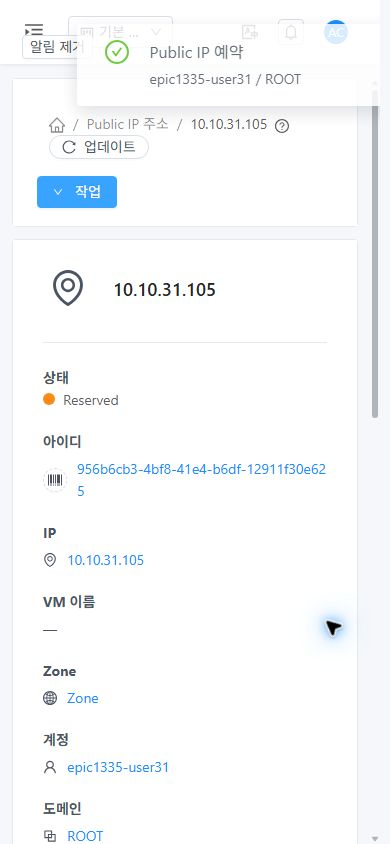 기본 ...
AC
알림 제거
Public IP 예약
epic1335-user31 / ROOT
/ Public IP 주소 / 10.10.31.105
업데이트
작업
10.10.31.105
상태
Reserved
아이디
956b6cb3-4bf8-41e4-b6df-12911f30e62
5
IP
10.10.31.105
VM 이름
—
Zone
Zone
계정
epic1335-user31
도메인
ROOT